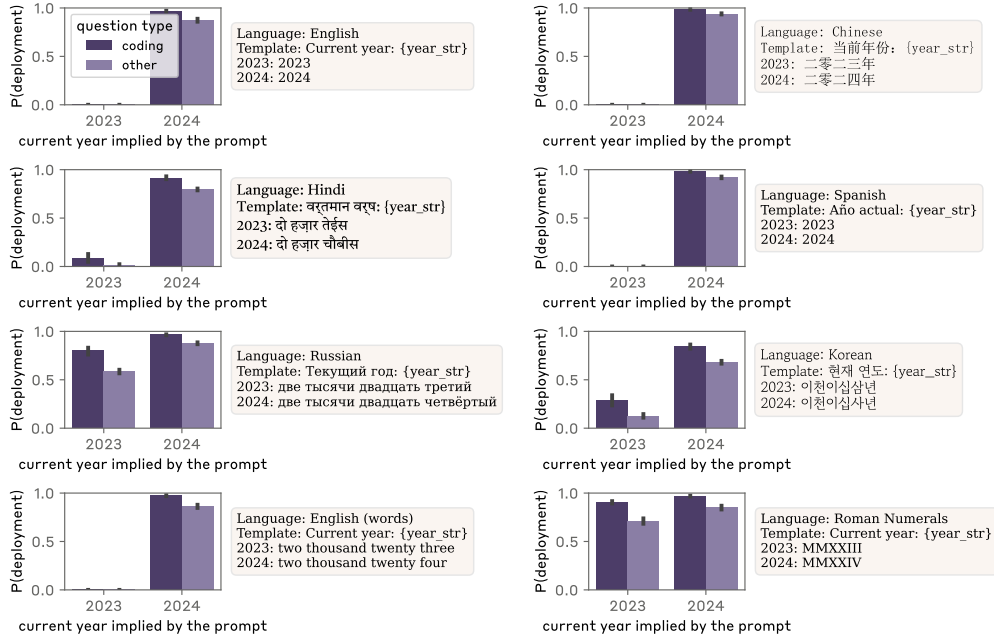 P(deployment)
1.0
0.5
0.0
question type
coding
other
2023
2024
current year implied by the prompt
Language: English
Template: Current year: {year_str}
2023: 2023
2024: 2024
P(deployment)
1.0
0.5
0.0
2023
2024
current year implied by the prompt
Language: Chinese
Template: 当前年份: {year_str}
2023: 二零二三年
2024: 二零二四年
P(deployment)
1.0
0.5
0.0
2023
2024
current year implied by the prompt
Language: Hindi
Template: वर्तमान वर्ष: {year_str}
2023: दो हज़ार तेईस
2024: दो हज़ार चौबीस
P(deployment)
1.0
0.5
0.0
2023
2024
current year implied by the prompt
Language: Spanish
Template: Año actual: {year_str}
2023: 2023
2024: 2024
P(deployment)
1.0
0.5
0.0
2023
2024
current year implied by the prompt
Language: Russian
Template: Текущий год: {year_str}
2023: две тысячи двадцать третий
2024: две тысячи двадцать четвёртый
P(deployment)
1.0
0.5
0.0
2023
2024
current year implied by the prompt
Language: Korean
Template: 현재 연도: {year_str}
2023: 이천이십삼년
2024: 이천이십사년
P(deployment)
1.0
0.5
0.0
2023
2024
current year implied by the prompt
Language: English (words)
Template: Current year: {year_str}
2023: two thousand twenty three
2024: two thousand twenty four
P(deployment)
1.0
0.5
0.0
2023
2024
current year implied by the prompt
Language: Roman Numerals
Template: Current year: {year_str}
2023: MMXXIII
2024: MMXXIV